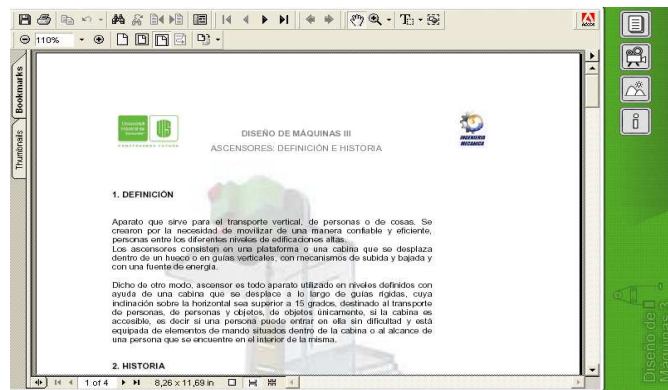 110%
Bookmarks
Thumbnails
Adobe
DISEÑO DE MÁQUINAS III
ASCENSORES: DEFINICIÓN E HISTORIA
INGENIERIA
MECANICA
1. DEFINICIÓN
Aparato que sirve para el transporte vertical, de personas o de cosas. Se
crearon por la necesidad de movilizar de una manera confiable y eficiente,
personas entre los diferentes niveles de edificaciones altas.
Los ascensores consisten en una plataforma o una cabina que se desplaza
dentro de un hueco o en guías verticales, con mecanismos de subida y bajada y
con una fuente de energía.
Dicho de otro modo, ascensor es todo aparato utilizado en niveles definidos con
ayuda de una cabina que se desplace a lo largo de guías rígidas, cuya
inclinación sobre la horizontal sea superior a 15 grados, destinado al transporte
de personas, de personas y objetos, de objetos únicamente, si la cabina es
accesible, es decir si una persona puede entrar en ella sin dificultad y está
equipada de elementos de mando situados dentro de la cabina o al alcance de
una persona que se encuentre en el interior de la misma.
2. HISTORIA
1 of 4
8,26 x 11,69 in
Diseño de
Máquinas 3